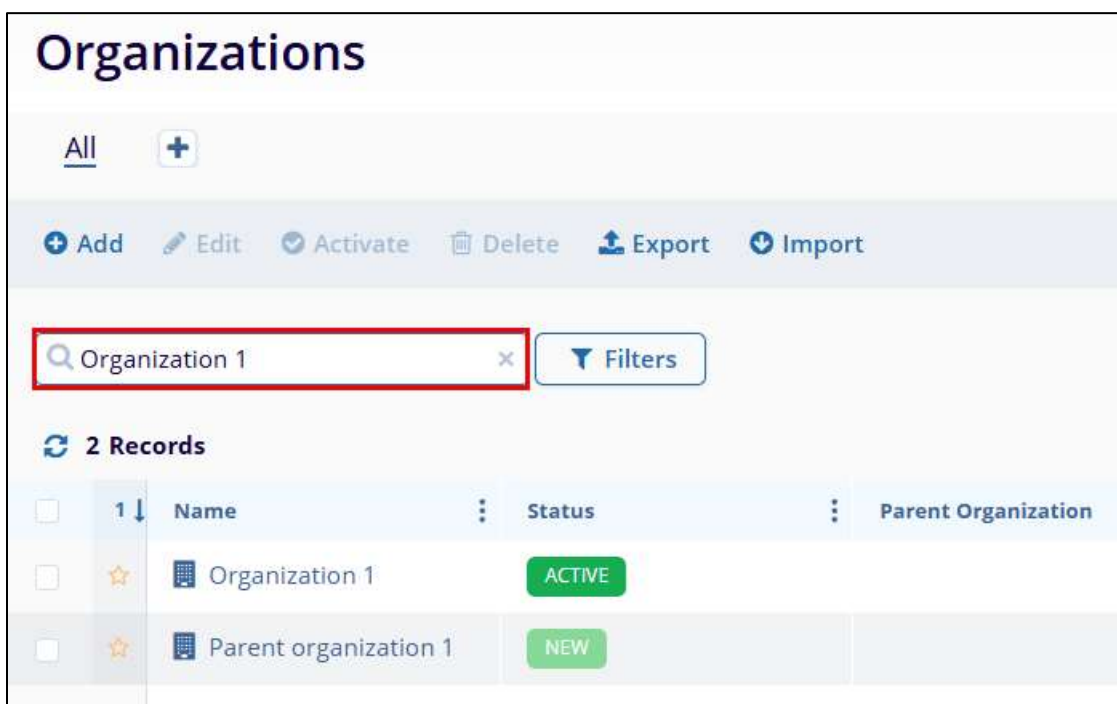 Organizations
All
Add Edit Activate Delete Export Import
Organization 1 × Filters
2 Records
1 Name Status Parent Organization
Organization 1 ACTIVE
Parent organization 1 NEW